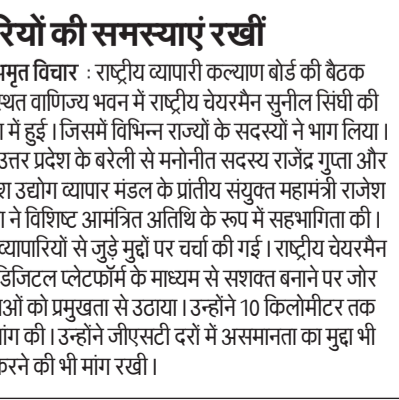 रियों की समस्याएं रखीं
मृत विचार : राष्ट्रीय व्यापारी कल्याण बोर्ड की बैठक
स्थत वाणिज्य भवन में राष्ट्रीय चेयरमैन सुनील सिंघी की
में हुई। जिसमें विभिन्न राज्यों के सदस्यों ने भाग लिया।
उत्तर प्रदेश के बरेली से मनोनीत सदस्य राजेंद्र गुप्ता और
श उद्योग व्यापार मंडल के प्रांतीय संयुक्त महामंत्री राजेश
ने विशिष्ट आमंत्रित अतिथि के रूप में सहभागिता की।
व्यापारियों से जुड़े मुद्दों पर चर्चा की गई। राष्ट्रीय चेयरमैन
डिजिटल प्लेटफॉर्म के माध्यम से सशक्त बनाने पर जोर
ओं को प्रमुखता से उठाया। उन्होंने 10 किलोमीटर तक
ांग की। उन्होंने जीएसटी दरों में असमानता का मुद्दा भी
करने की भी मांग रखी।